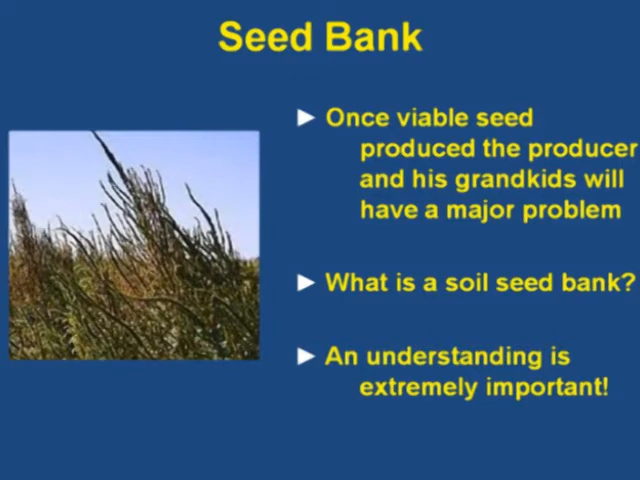 Seed Bank
► Once viable seed
produced the producer
and his grandkids will
have a major problem
► What is a soil seed bank?
► An understanding is
extremely important!